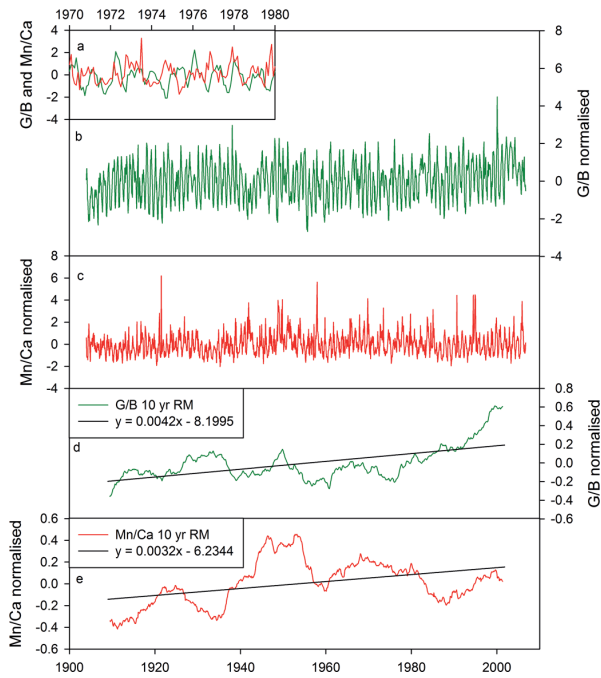 1970 1972 1974 1976 1978 1980
G/B and Mn/Ca
4
2
0
-2
-4
a
8
6
4
2
0
-2
-4
G/B normalised
b
Mn/Ca normalised
8
6
4
2
0
-2
-4
c
G/B 10 yr RM
y = 0.0042x - 8.1995
d
0.8
0.6
0.4
0.2
0.0
-0.2
-0.4
0.6
G/B normalised
Mn/Ca normalised
0.6
0.4
0.2
0.0
-0.2
-0.4
-0.6
Mn/Ca 10 yr RM
y = 0.0032x - 6.2344
e
1900 1920 1940 1960 1980 2000